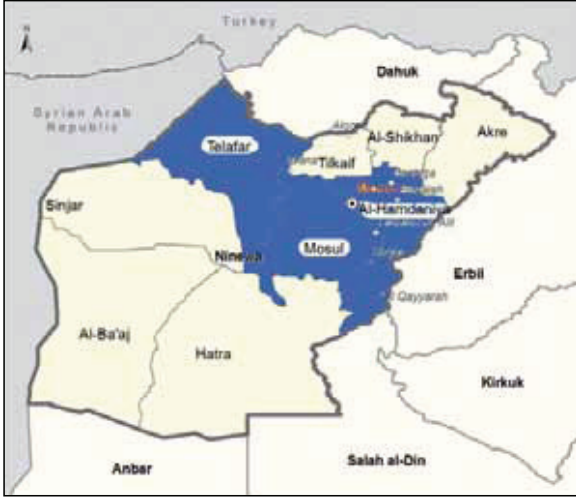 Turkey
N
Dahuk
Syrian Arab
Republic
Al-Shikhan
Akre
Telafar
Tilkaif
Sinjar
Al-Hamdaniya
Mosul
Ninewa
Erbil
Qayyarah
Al-Ba'aj
Hatra
Kirkuk
Anbar
Salah al-Din